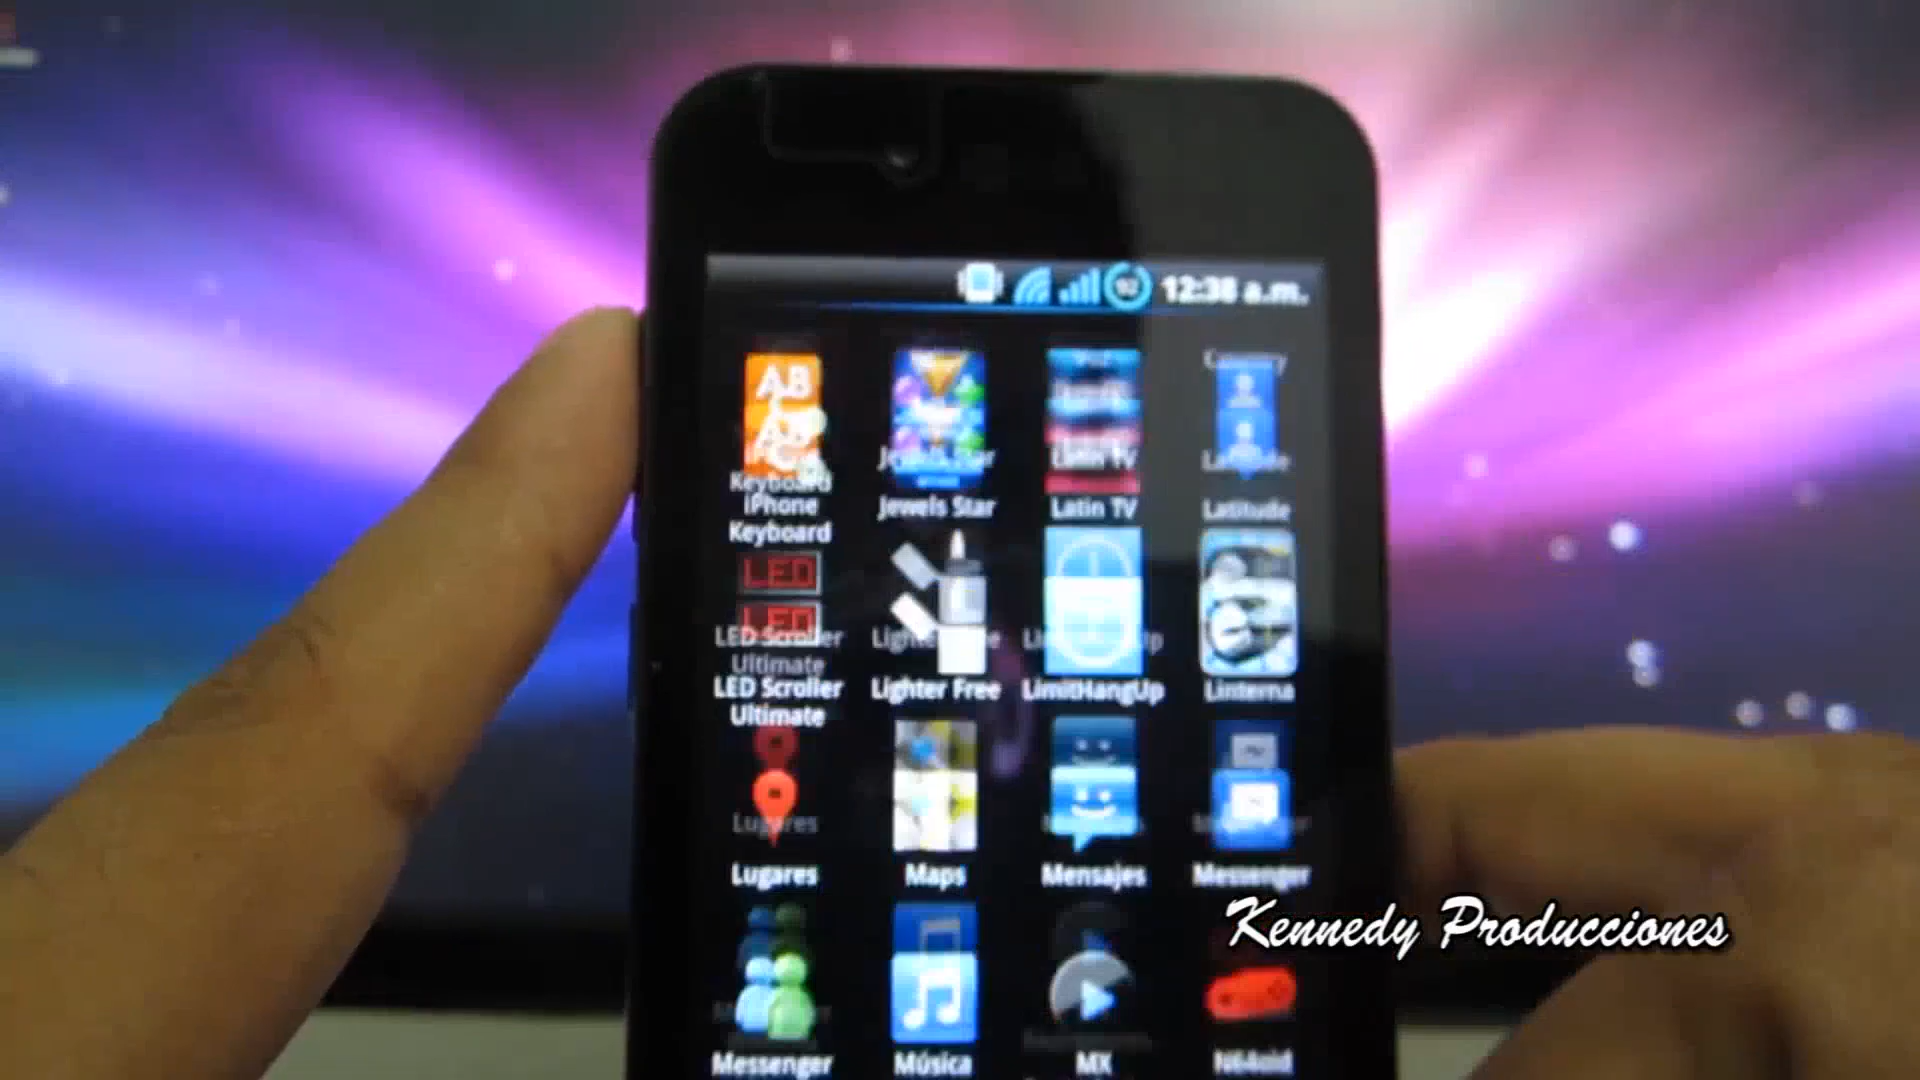 92 12:38 a.m.
iPhone Keyboard
Jewels Star
Latin TV
Latitude
LED
LED Scroller Ultimate
Lighter Free
LimitHangUp
Linterna
Lugares
Maps
Mensajes
Messenger
Kennedy Producciones
Messenger
Música
MX
N64oid